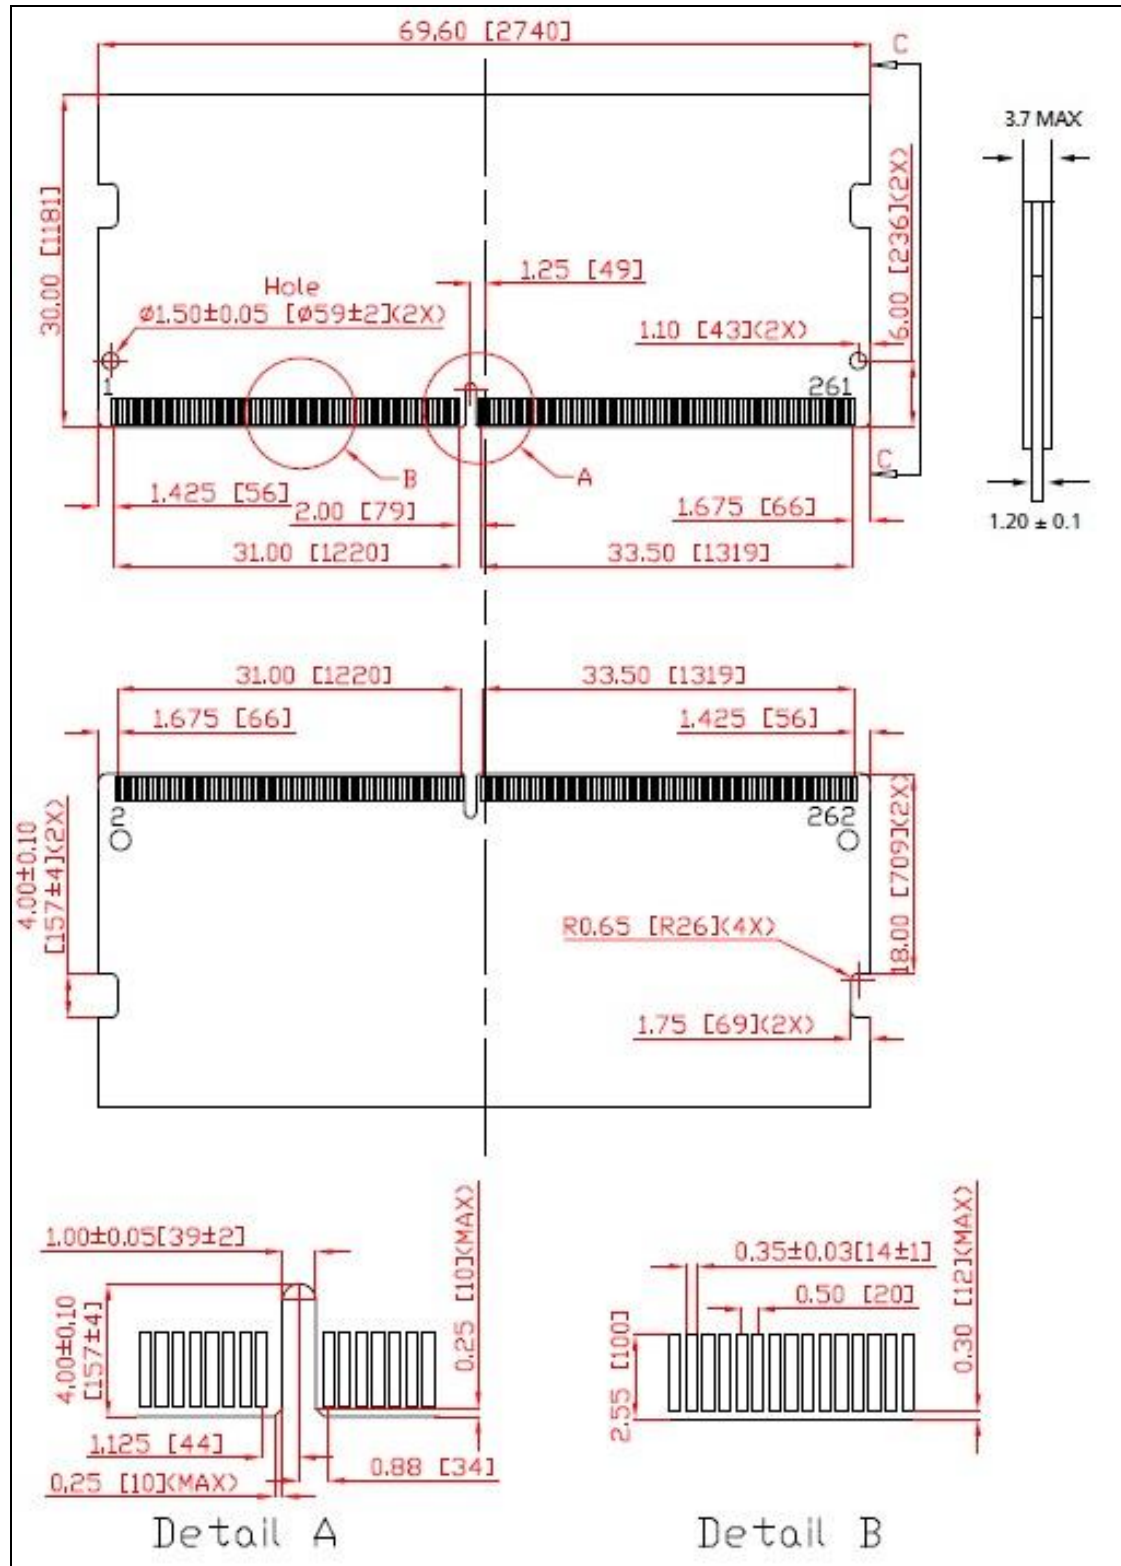 69.60 [2740]
C
3.7 MAX
30.00 [1181]
6.00 [236](2X)
1.25 [49]
Hole
Ø1.50±0.05 [Ø59±2](2X)
1.10 [43](2X)
1
261
B
A
C
1.425 [56]
2.00 [79]
1.675 [66]
31.00 [1220]
33.50 [1319]
1.20 ± 0.1
31.00 [1220]
33.50 [1319]
1.675 [66]
1.425 [56]
2
262
4.00±0.10
[157±4](2X)
18.00 [709](2X)
R0.65 [R26](4X)
1.75 [69](2X)
1.00±0.05[39±2]
0.25 [10](MAX)
4.00±0.10
[157±4]
1.125 [44]
0.88 [34]
0.25 [10](MAX)
Detail A
0.35±0.03[14±1]
0.50 [20]
0.30 [12](MAX)
2.55 [100]
Detail B